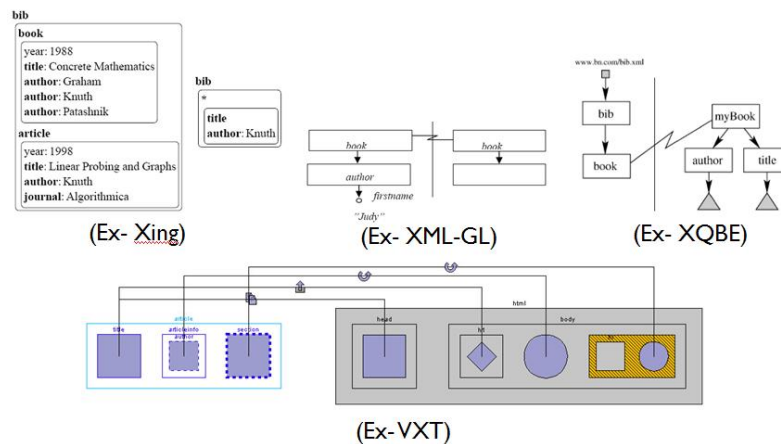 bib
book
year: 1988
title: Concrete Mathematics
author: Graham
author: Knuth
author: Patashnik
article
year: 1998
title: Linear Probing and Graphs
author: Knuth
journal: Algorithmica
bib
*
title
author: Knuth
(Ex- Xing)
book
book
author
firstname
"Judy"
(Ex- XML-GL)
www.bn.com/bib.xml
bib
book
myBook
author
title
(Ex- XQBE)
article
title
articleinfo
author
section
html
head
body
h1
(Ex- VXT)